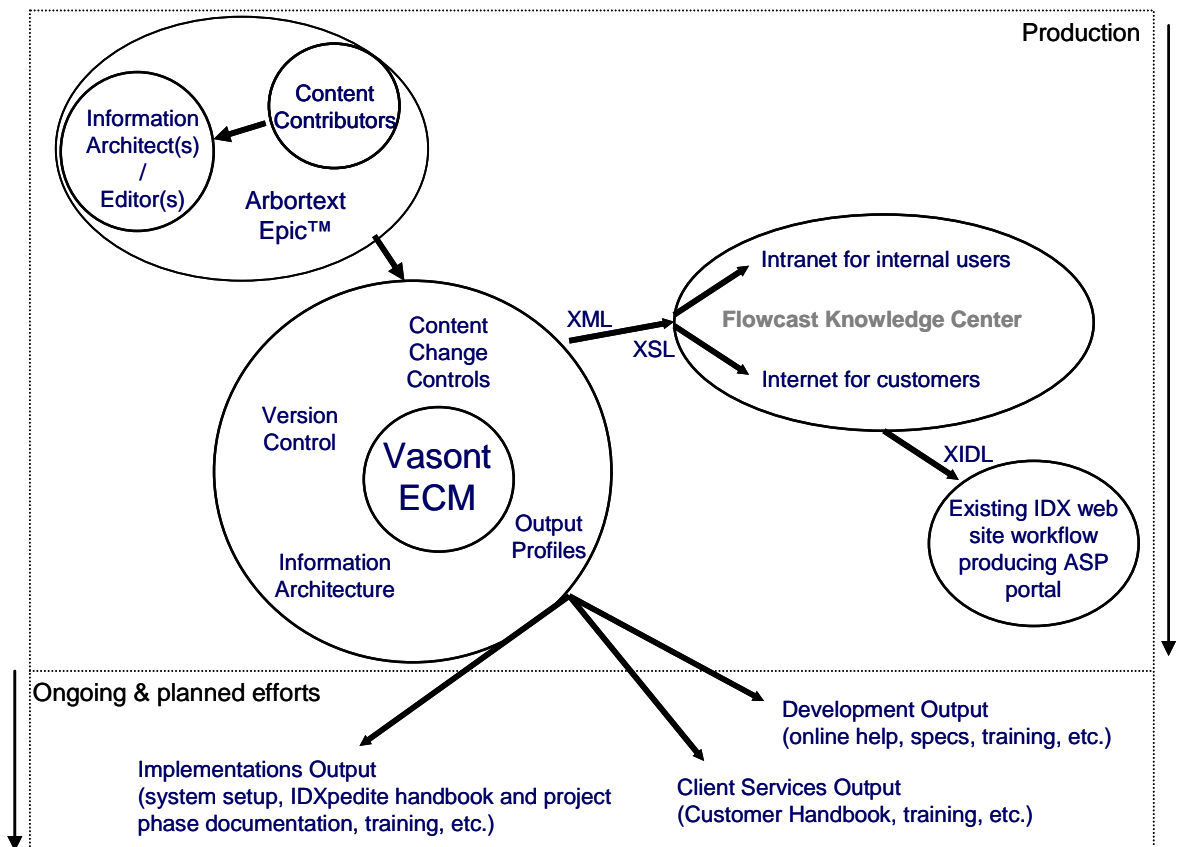 Production
Content
Contributors
Information
Architect(s)
/
Editor(s)
Arbortext
Epic™
Intranet for internal users
XML
Flowcast Knowledge Center
XSL
Internet for customers
Content
Change
Controls
Version
Control
Vasont
ECM
Output
Profiles
Information
Architecture
XIDL
Existing IDX web
site workflow
producing ASP
portal
Ongoing & planned efforts
Development Output
(online help, specs, training, etc.)
Implementations Output
(system setup, IDXpedite handbook and project
phase documentation, training, etc.)
Client Services Output
(Customer Handbook, training, etc.)